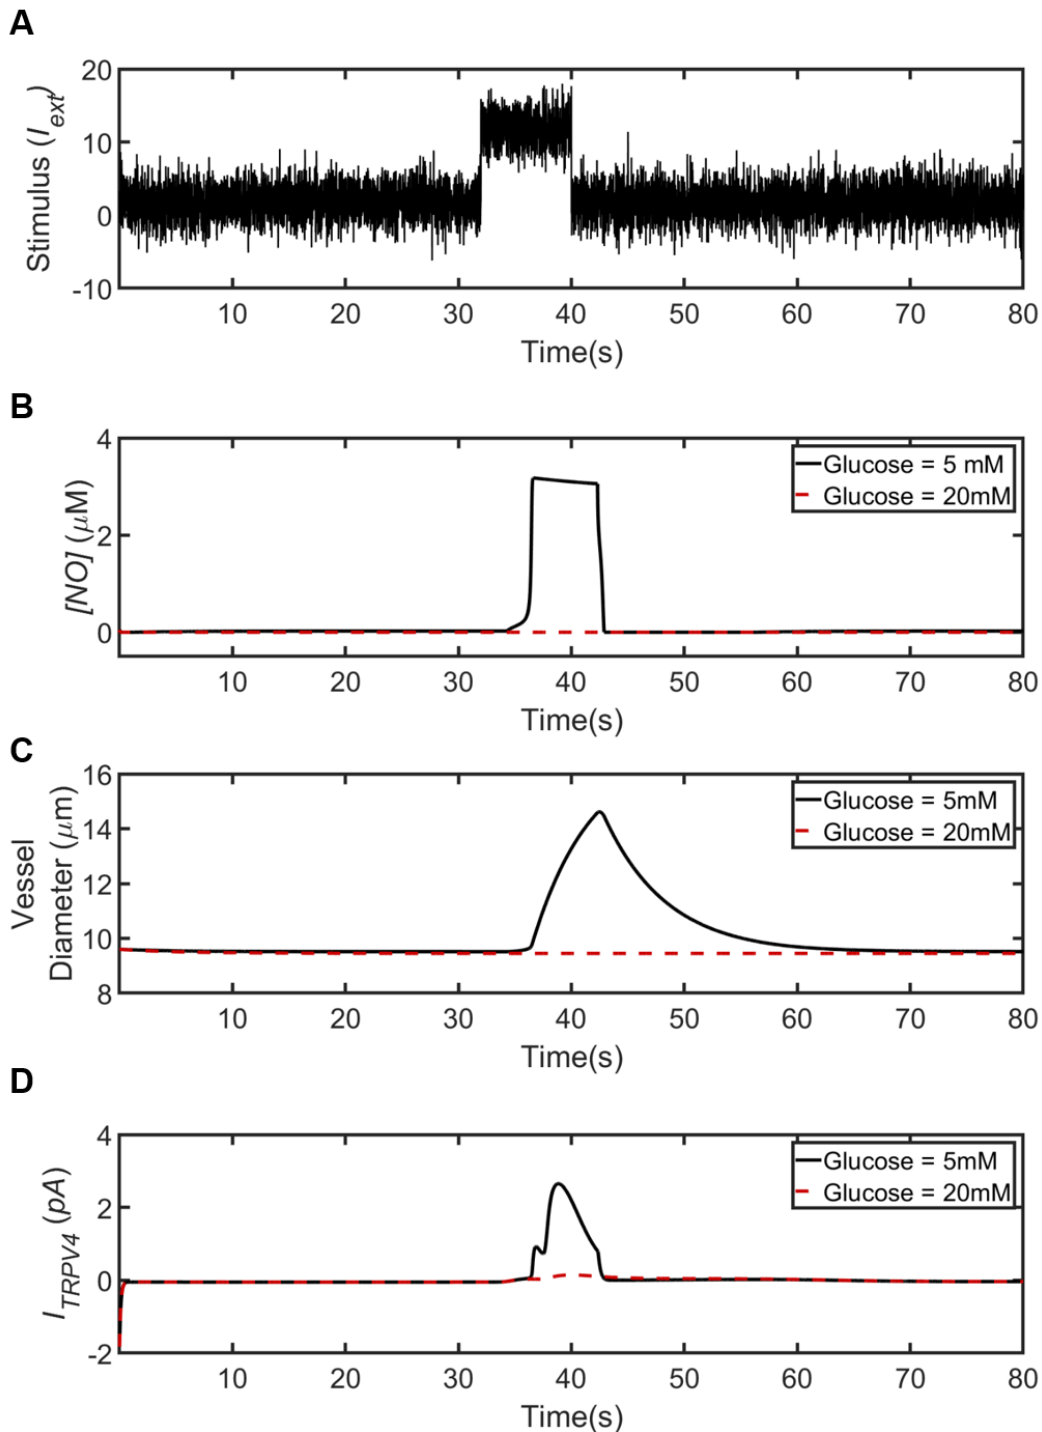 A
Stimulus (I_ext)
20
10
0
-10
10 20 30 40 50 60 70 80
Time(s)
B
[NO] (μM)
4
2
0
Glucose = 5 mM
Glucose = 20mM
10 20 30 40 50 60 70 80
Time(s)
C
Vessel
Diameter (μm)
16
14
12
10
8
Glucose = 5mM
Glucose = 20mM
10 20 30 40 50 60 70 80
Time(s)
D
I_TRPV4 (pA)
4
2
0
-2
Glucose = 5mM
Glucose = 20mM
10 20 30 40 50 60 70 80
Time(s)